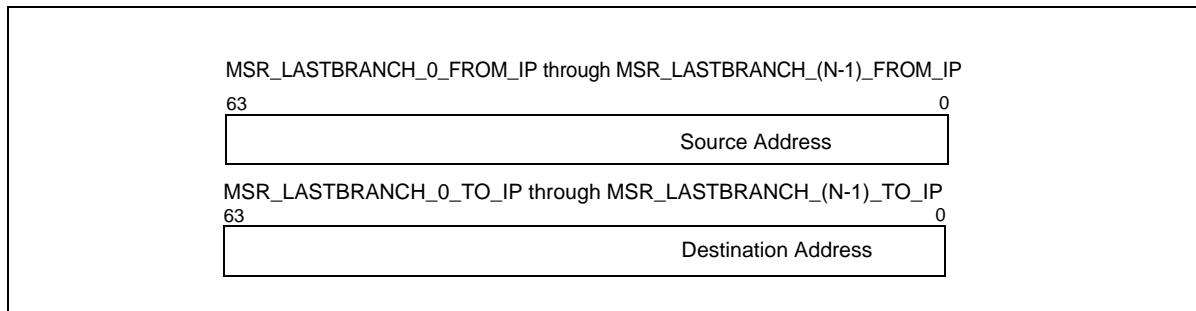 MSR_LASTBRANCH_0_FROM_IP through MSR_LASTBRANCH_(N-1)_FROM_IP
63 0
Source Address
MSR_LASTBRANCH_0_TO_IP through MSR_LASTBRANCH_(N-1)_TO_IP
63 0
Destination Address